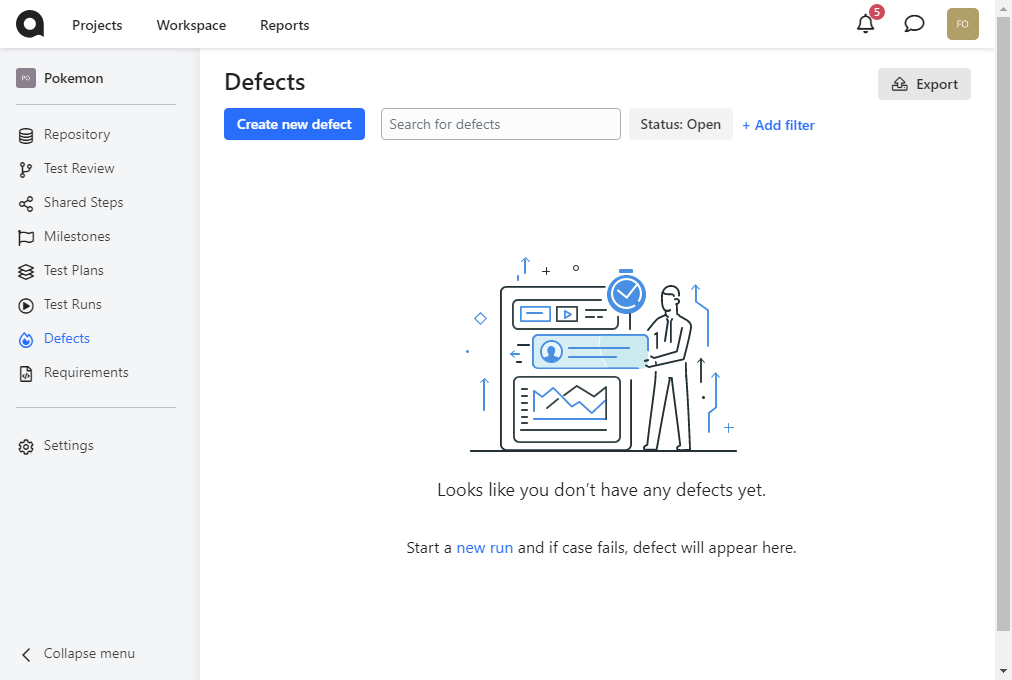 Projects
Workspace
Reports
5
FO
PO
Pokemon
Repository
Test Review
Shared Steps
Milestones
Test Plans
Test Runs
Defects
Requirements
Settings
Collapse menu
Defects
Export
Create new defect
Search for defects
Status: Open
+ Add filter
Looks like you don’t have any defects yet.
Start a new run and if case fails, defect will appear here.